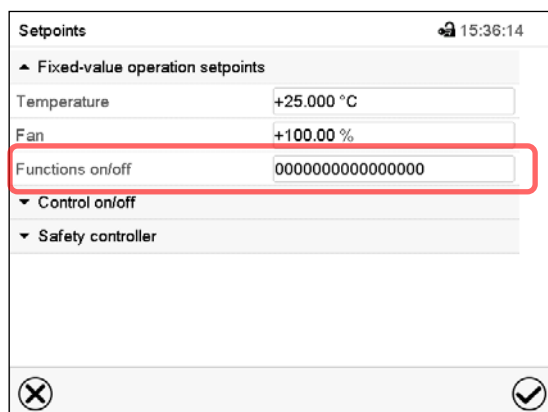 Setpoints 15:36:14
Fixed-value operation setpoints
Temperature +25.000 °C
Fan +100.00 %
Functions on/off 0000000000000000
Control on/off
Safety controller